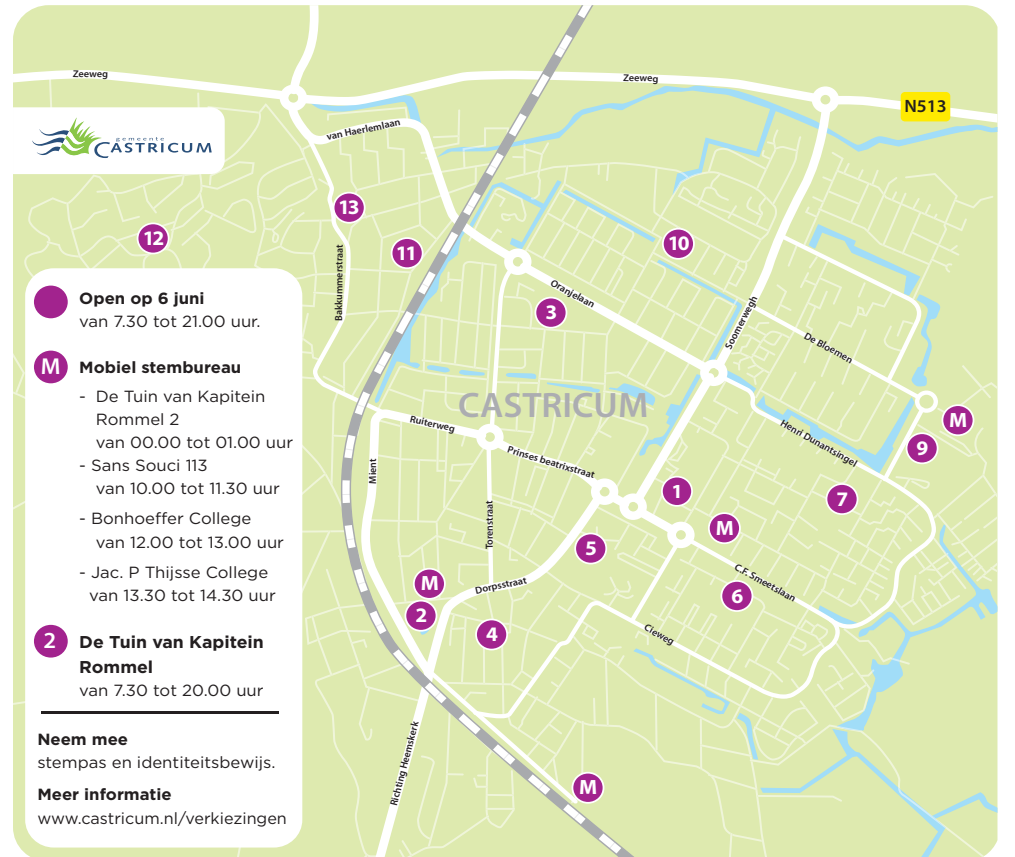 Zeeweg
Zeeweg
N513
gemeente
CASTRICUM
van Haerlemlaan
13
12
11
10
Bakkummerstraat
Oranjelaan
3
Soomerwegh
De Bloemen
Open op 6 juni
van 7.30 tot 21.00 uur.
M Mobiel stembureau
- De Tuin van Kapitein
Rommel 2
van 00.00 tot 01.00 uur
- Sans Souci 113
van 10.00 tot 11.30 uur
- Bonhoeffer College
van 12.00 tot 13.00 uur
- Jac. P Thijsse College
van 13.30 tot 14.30 uur
2 De Tuin van Kapitein
Rommel
van 7.30 tot 20.00 uur
Neem mee
stempas en identiteitsbewijs.
Meer informatie
www.castricum.nl/verkiezingen
CASTRICUM
Ruiterweg
Prinses beatrixstraat
Henri Dunantsingel
M
9
Mient
Torenstraat
1
7
M
5
Dorpsstraat
C.F. Smeetslaan
6
M
2
4
Cieweg
Richting Heemskerk
M